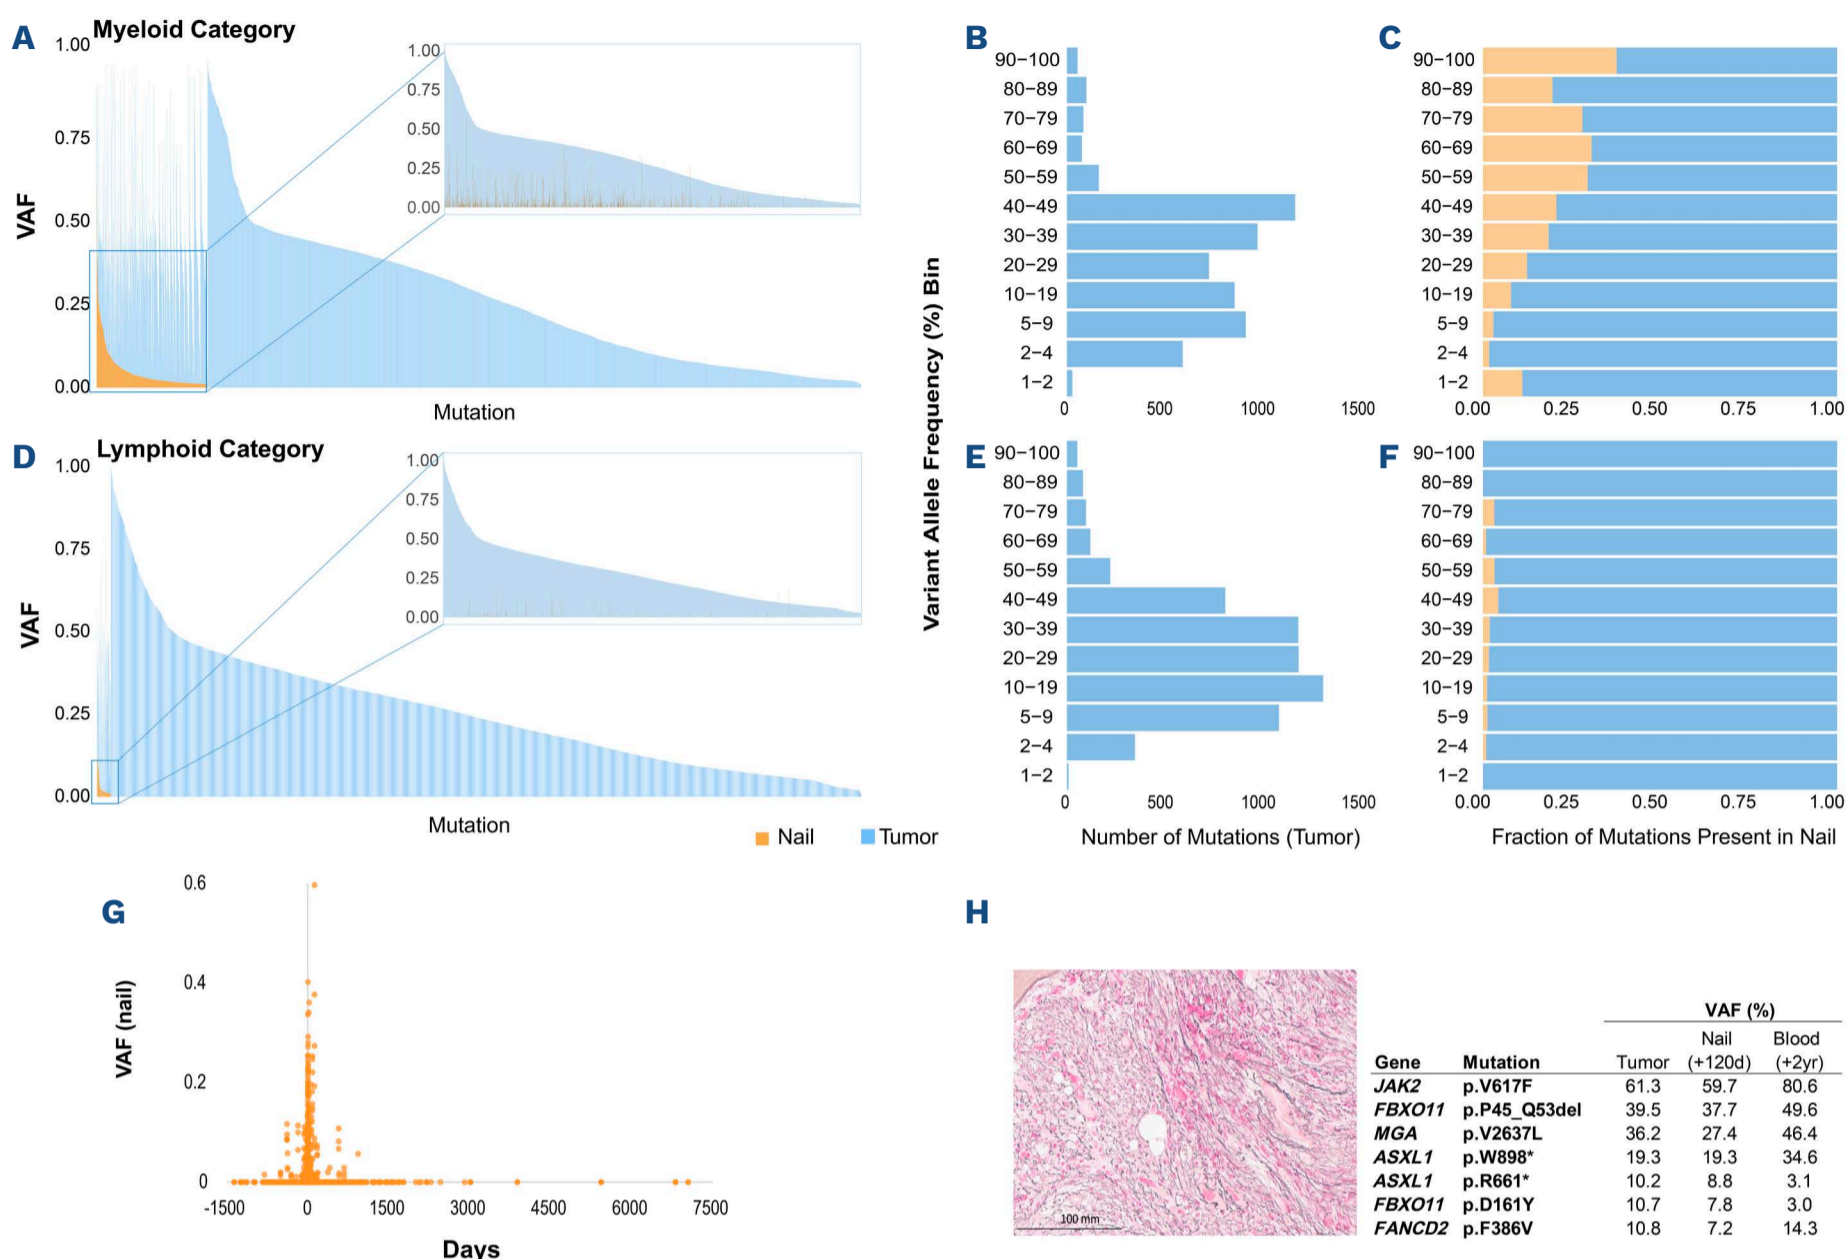 A
Myeloid Category
1.00
0.75
0.50
0.25
0.00
VAF
Mutation
1.00
0.75
0.50
0.25
0.00
B
90–100
80–89
70–79
60–69
50–59
40–49
30–39
20–29
10–19
5–9
2–4
1–2
0 500 1000 1500
C
90–100
80–89
70–79
60–69
50–59
40–49
30–39
20–29
10–19
5–9
2–4
1–2
0.00 0.25 0.50 0.75 1.00
Variant Allele Frequency (%) Bin
D
Lymphoid Category
1.00
0.75
0.50
0.25
0.00
VAF
Mutation
1.00
0.75
0.50
0.25
0.00
Nail Tumor
E
90–100
80–89
70–79
60–69
50–59
40–49
30–39
20–29
10–19
5–9
2–4
1–2
0 500 1000 1500
Number of Mutations (Tumor)
F
90–100
80–89
70–79
60–69
50–59
40–49
30–39
20–29
10–19
5–9
2–4
1–2
0.00 0.25 0.50 0.75 1.00
Fraction of Mutations Present in Nail
G
0.6
0.4
0.2
0
VAF (nail)
-1500 0 1500 3000 4500 6000 7500
Days
H
100 mm
VAF (%)
Nail Blood
Gene Mutation Tumor (+120d) (+2yr)
JAK2 p.V617F 61.3 59.7 80.6
FBXO11 p.P45_Q53del 39.5 37.7 49.6
MGA p.V2637L 36.2 27.4 46.4
ASXL1 p.W898* 19.3 19.3 34.6
ASXL1 p.R661* 10.2 8.8 3.1
FBXO11 p.D161Y 10.7 7.8 3.0
FANCD2 p.F386V 10.8 7.2 14.3